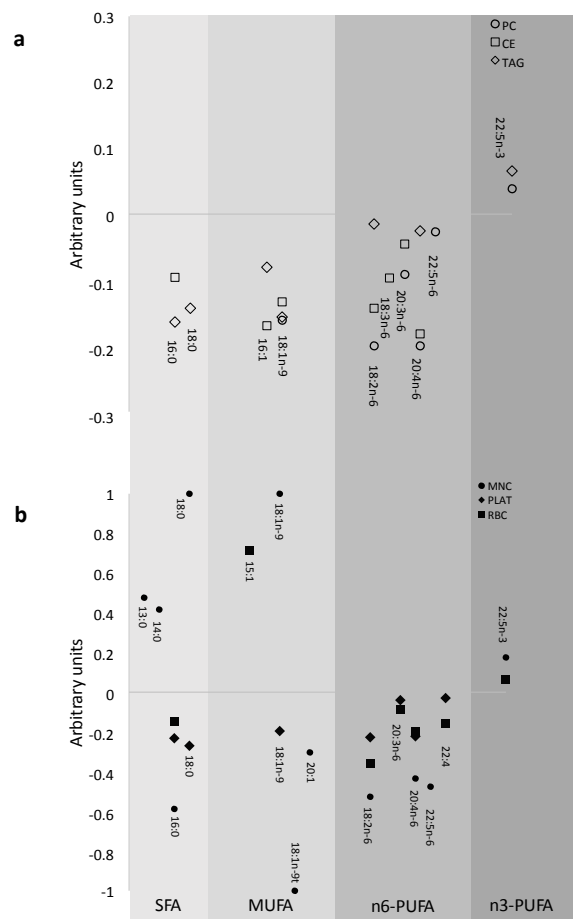 a
0.3
0.2
0.1
0
-0.1
-0.2
-0.3
Arbitrary units
PC
CE
TAG
16:0
18:0
16:1
18:1n-9
18:2n-6
18:3n-6
20:3n-6
20:4n-6
22:5n-6
22:5n-3
b
1
0.8
0.6
0.4
0.2
0
-0.2
-0.4
-0.6
-0.8
-1
Arbitrary units
MNC
PLAT
RBC
13:0
14:0
18:0
16:0
18:0
15:1
18:1n-9
18:1n-9
20:1
18:1n-9t
18:2n-6
20:3n-6
20:4n-6
22:5n-6
22:4
22:5n-3
SFA
MUFA
n6-PUFA
n3-PUFA